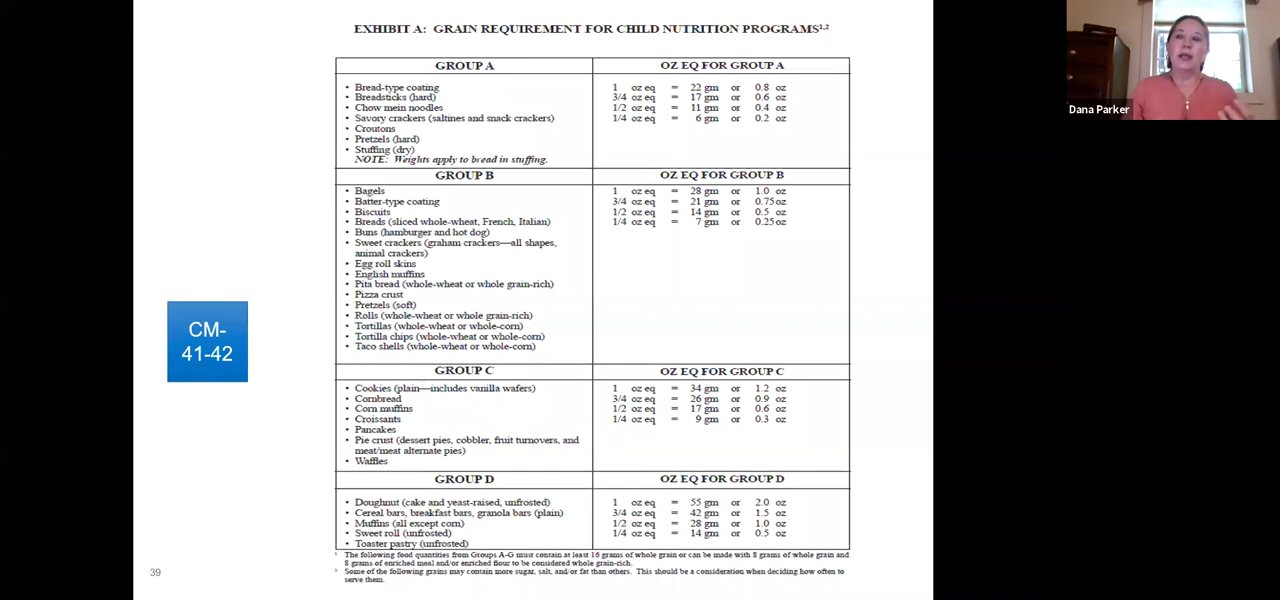 EXHIBIT A: GRAIN REQUIREMENT FOR CHILD NUTRITION PROGRAMS¹,²
GROUP A
OZ EQ FOR GROUP A
• Bread-type coating
• Breadsticks (hard)
• Chow mein noodles
• Savory crackers (saltines and snack crackers)
• Croutons
• Pretzels (hard)
• Stuffing (dry)
NOTE: Weights apply to bread in stuffing.
1 oz eq = 22 gm or 0.8 oz
3/4 oz eq = 17 gm or 0.6 oz
1/2 oz eq = 11 gm or 0.4 oz
1/4 oz eq = 6 gm or 0.2 oz
GROUP B
OZ EQ FOR GROUP B
• Bagels
• Batter-type coating
• Biscuits
• Breads (sliced whole-wheat, French, Italian)
• Buns (hamburger and hot dog)
• Sweet crackers (graham crackers—all shapes,
animal crackers)
• Egg roll skins
• English muffins
• Pita bread (whole-wheat or whole grain-rich)
• Pizza crust
• Pretzels (soft)
• Rolls (whole-wheat or whole grain-rich)
• Tortillas (whole-wheat or whole-corn)
• Tortilla chips (whole-wheat or whole-corn)
• Taco shells (whole-wheat or whole-corn)
1 oz eq = 28 gm or 1.0 oz
3/4 oz eq = 21 gm or 0.75 oz
1/2 oz eq = 14 gm or 0.5 oz
1/4 oz eq = 7 gm or 0.25 oz
GROUP C
OZ EQ FOR GROUP C
• Cookies (plain—includes vanilla wafers)
• Cornbread
• Corn muffins
• Croissants
• Pancakes
• Pie crust (dessert pies, cobbler, fruit turnovers, and
meat/meat alternate pies)
• Waffles
1 oz eq = 34 gm or 1.2 oz
3/4 oz eq = 26 gm or 0.9 oz
1/2 oz eq = 17 gm or 0.6 oz
1/4 oz eq = 9 gm or 0.3 oz
GROUP D
OZ EQ FOR GROUP D
• Doughnut (cake and yeast-raised, unfrosted)
• Cereal bars, breakfast bars, granola bars (plain)
• Muffins (all except corn)
• Sweet roll (unfrosted)
• Toaster pastry (unfrosted)
1 oz eq = 55 gm or 2.0 oz
3/4 oz eq = 42 gm or 1.5 oz
1/2 oz eq = 28 gm or 1.0 oz
1/4 oz eq = 14 gm or 0.5 oz
The following food quantities from Groups A-G must contain at least 16 grams of whole grain or can be made with 8 grams of whole grain and
8 grams of enriched meal and/or enriched flour to be considered whole grain-rich.
Some of the following grains may contain more sugar, salt, and/or fat than others. This should be a consideration when deciding how often to
serve them.
CM-
41-42
39
Dana Parker